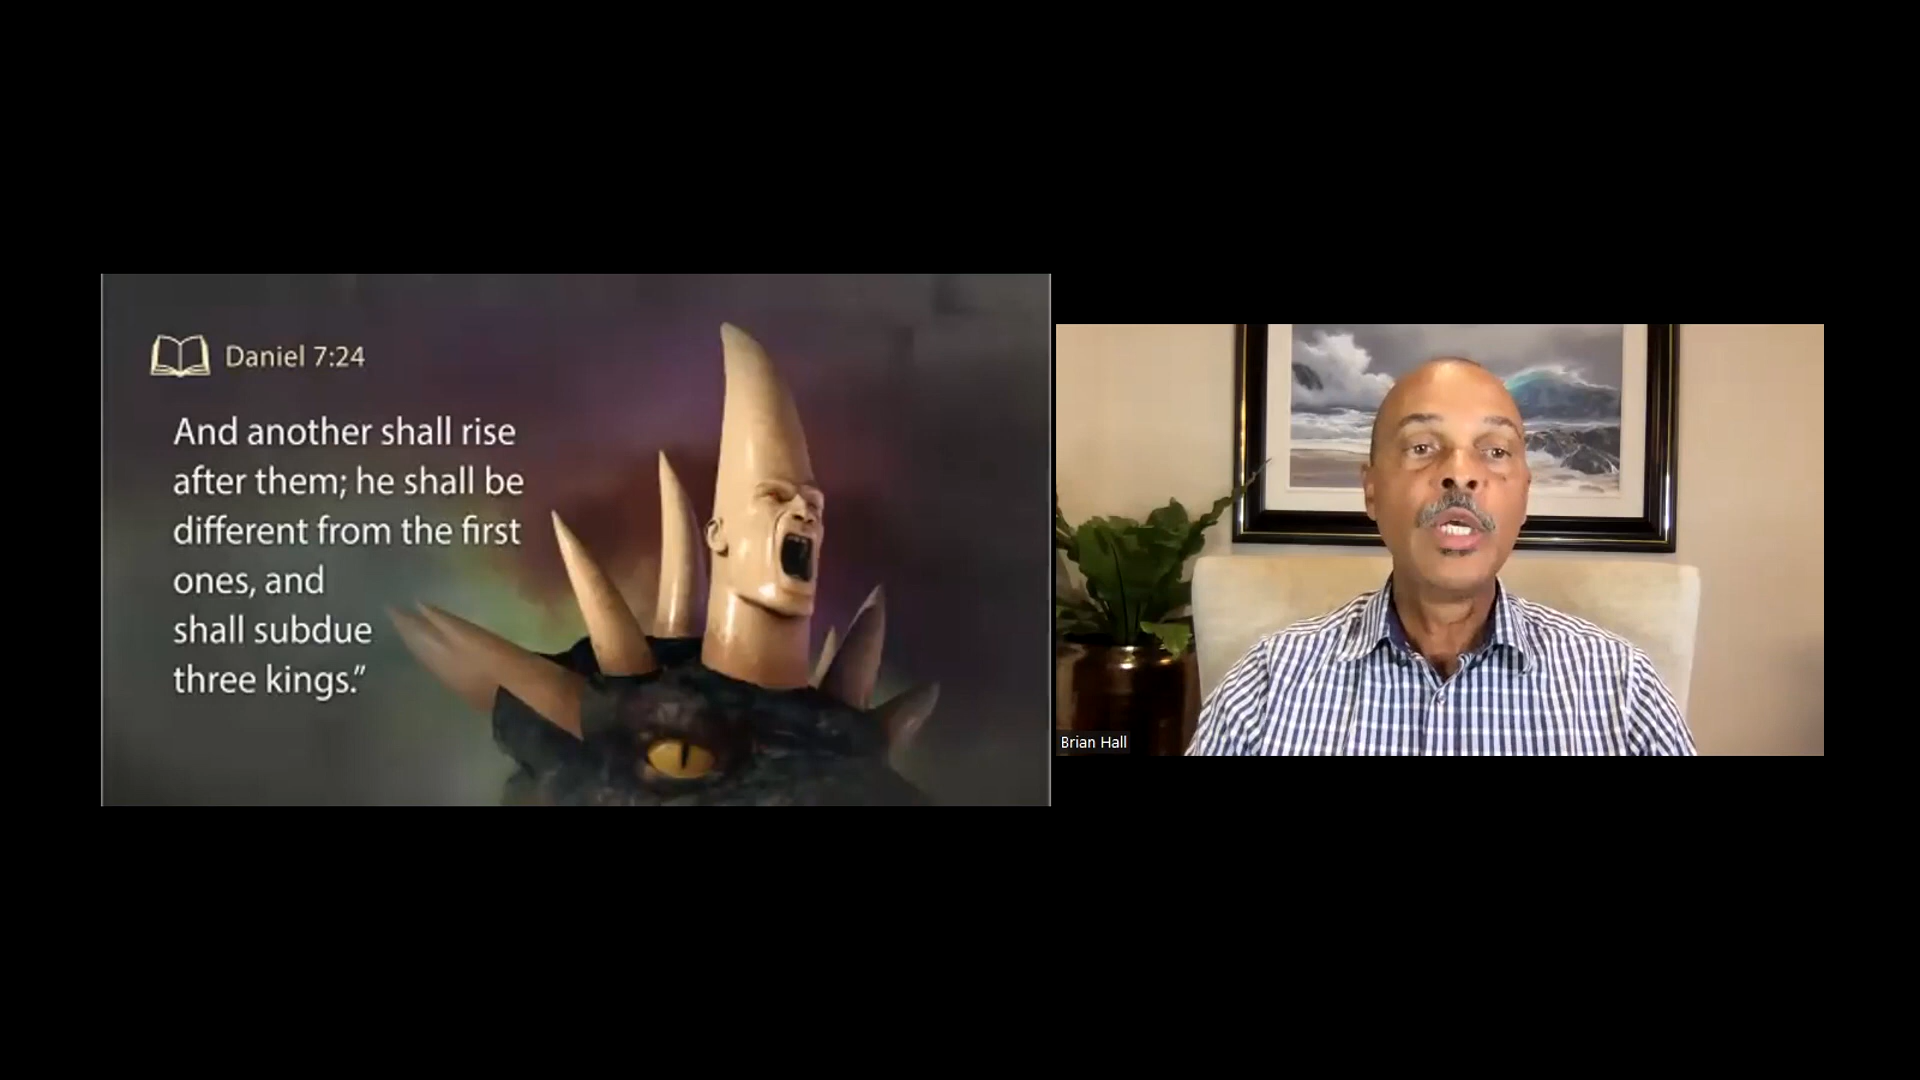 Daniel 7:24
And another shall rise
after them; he shall be
different from the first
ones, and
shall subdue
three kings.”
Brian Hall